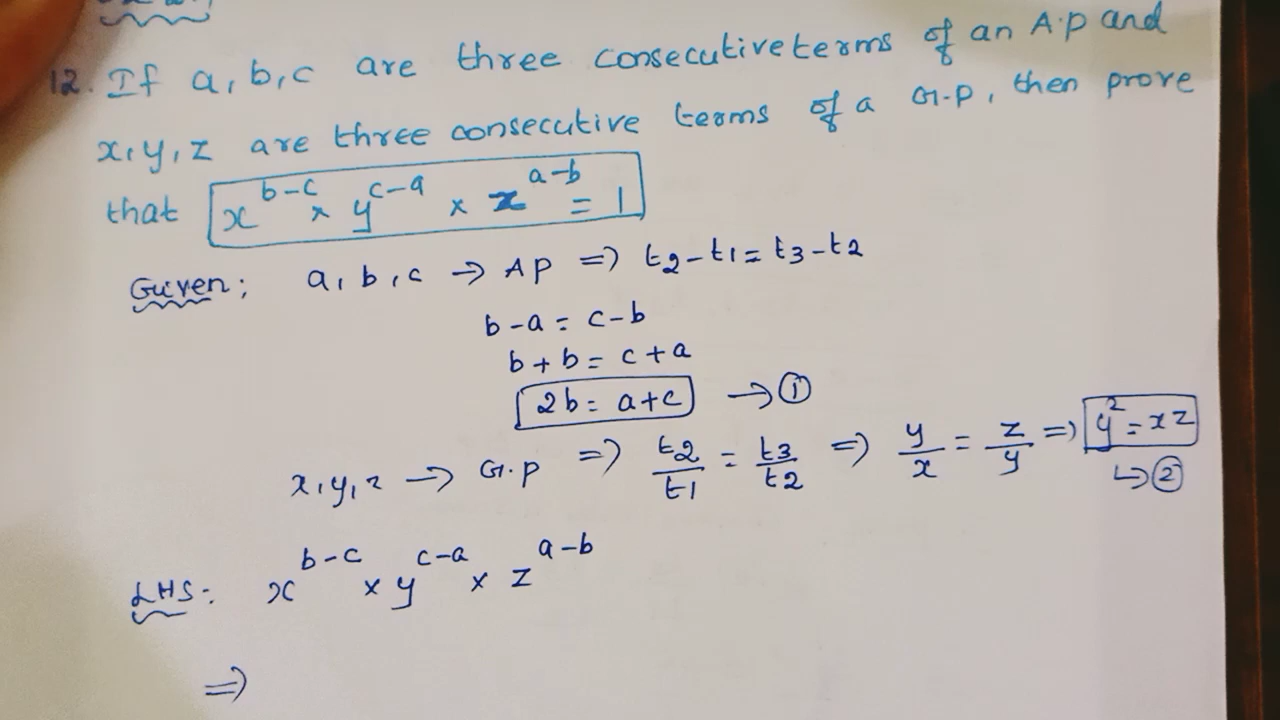 12. If a, b, c are three consecutive terms of an A.P and
x, y, z are three consecutive terms of a G.P, then prove
that x^{b-c} × y^{c-a} × z^{a-b} = 1
Given: a, b, c → AP ⇒ t2 - t1 = t3 - t2
b - a = c - b
b + b = c + a
2b = a + c → ①
x, y, z → G.P ⇒ t2/t1 = t3/t2 ⇒ y/x = z/y ⇒ y² = xz
↳ ②
LHS: x^{b-c} × y^{c-a} × z^{a-b}
⇒